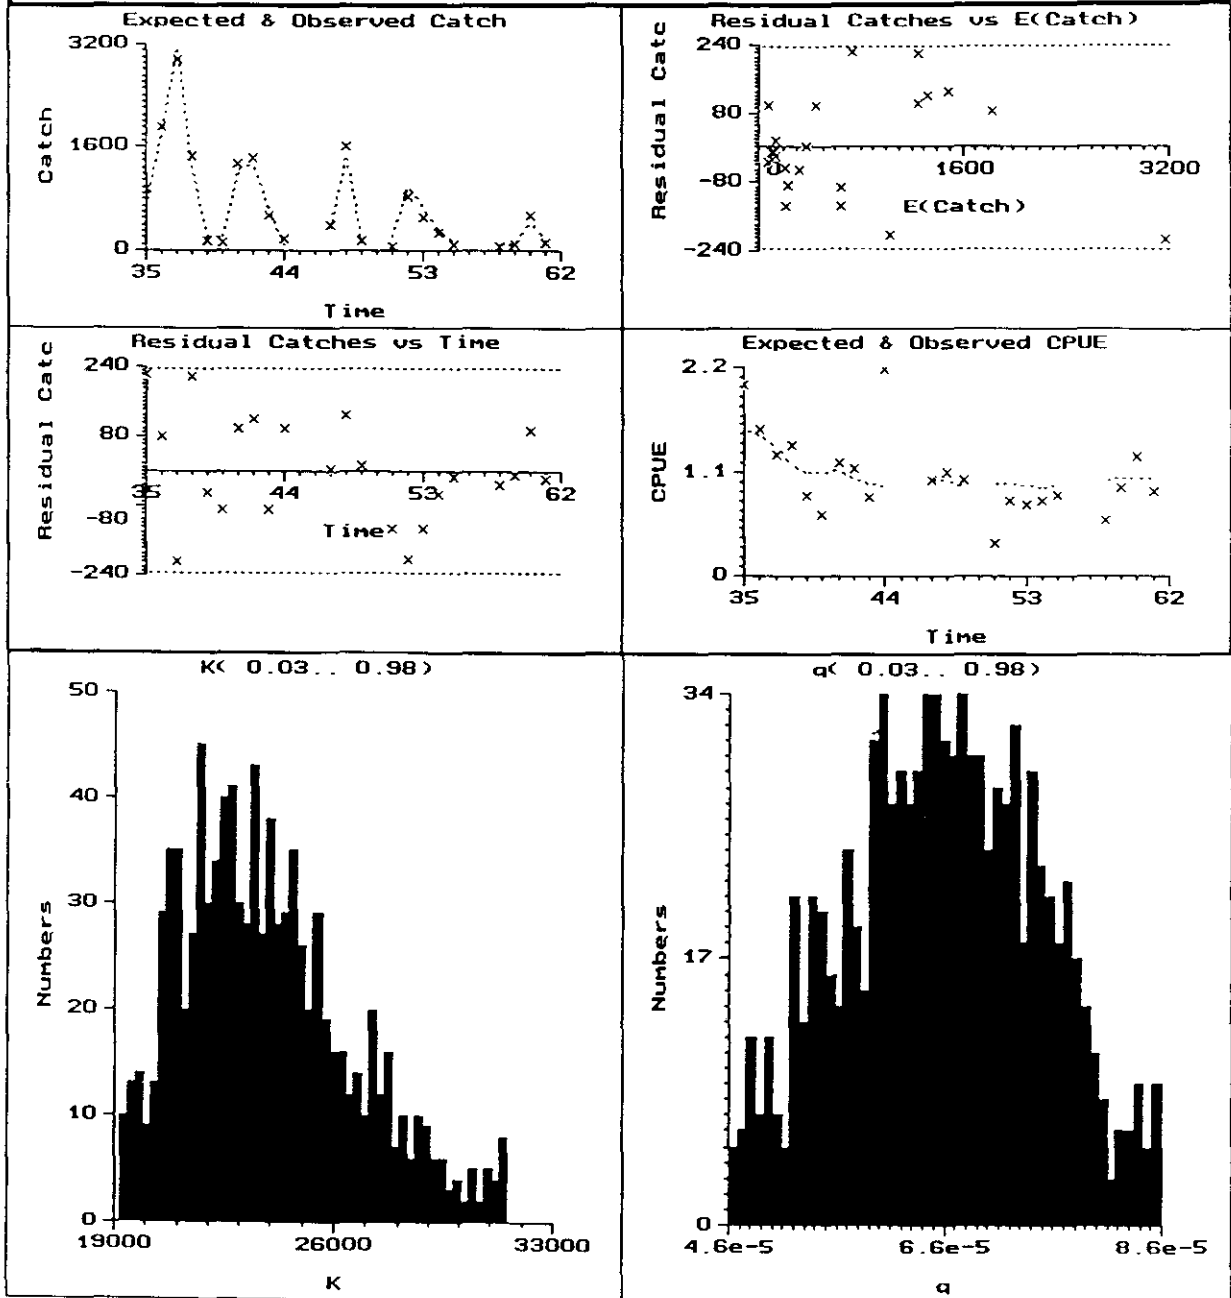 Expected & Observed Catch
3200
1600
0
Catch
35 44 53 62
Time
Residual Catches vs E(Catch)
240
80
-80
-240
Residual Catc
0 1600 3200
E(Catch)
Residual Catches vs Time
240
80
-80
-240
Residual Catc
35 44 53 62
Time
Expected & Observed CPUE
2.2
1.1
0
CPUE
35 44 53 62
Time
K( 0.03.. 0.98)
50
40
30
20
10
0
Numbers
19000 26000 33000
K
q( 0.03.. 0.98)
34
17
0
Numbers
4.6e-5 6.6e-5 8.6e-5
q